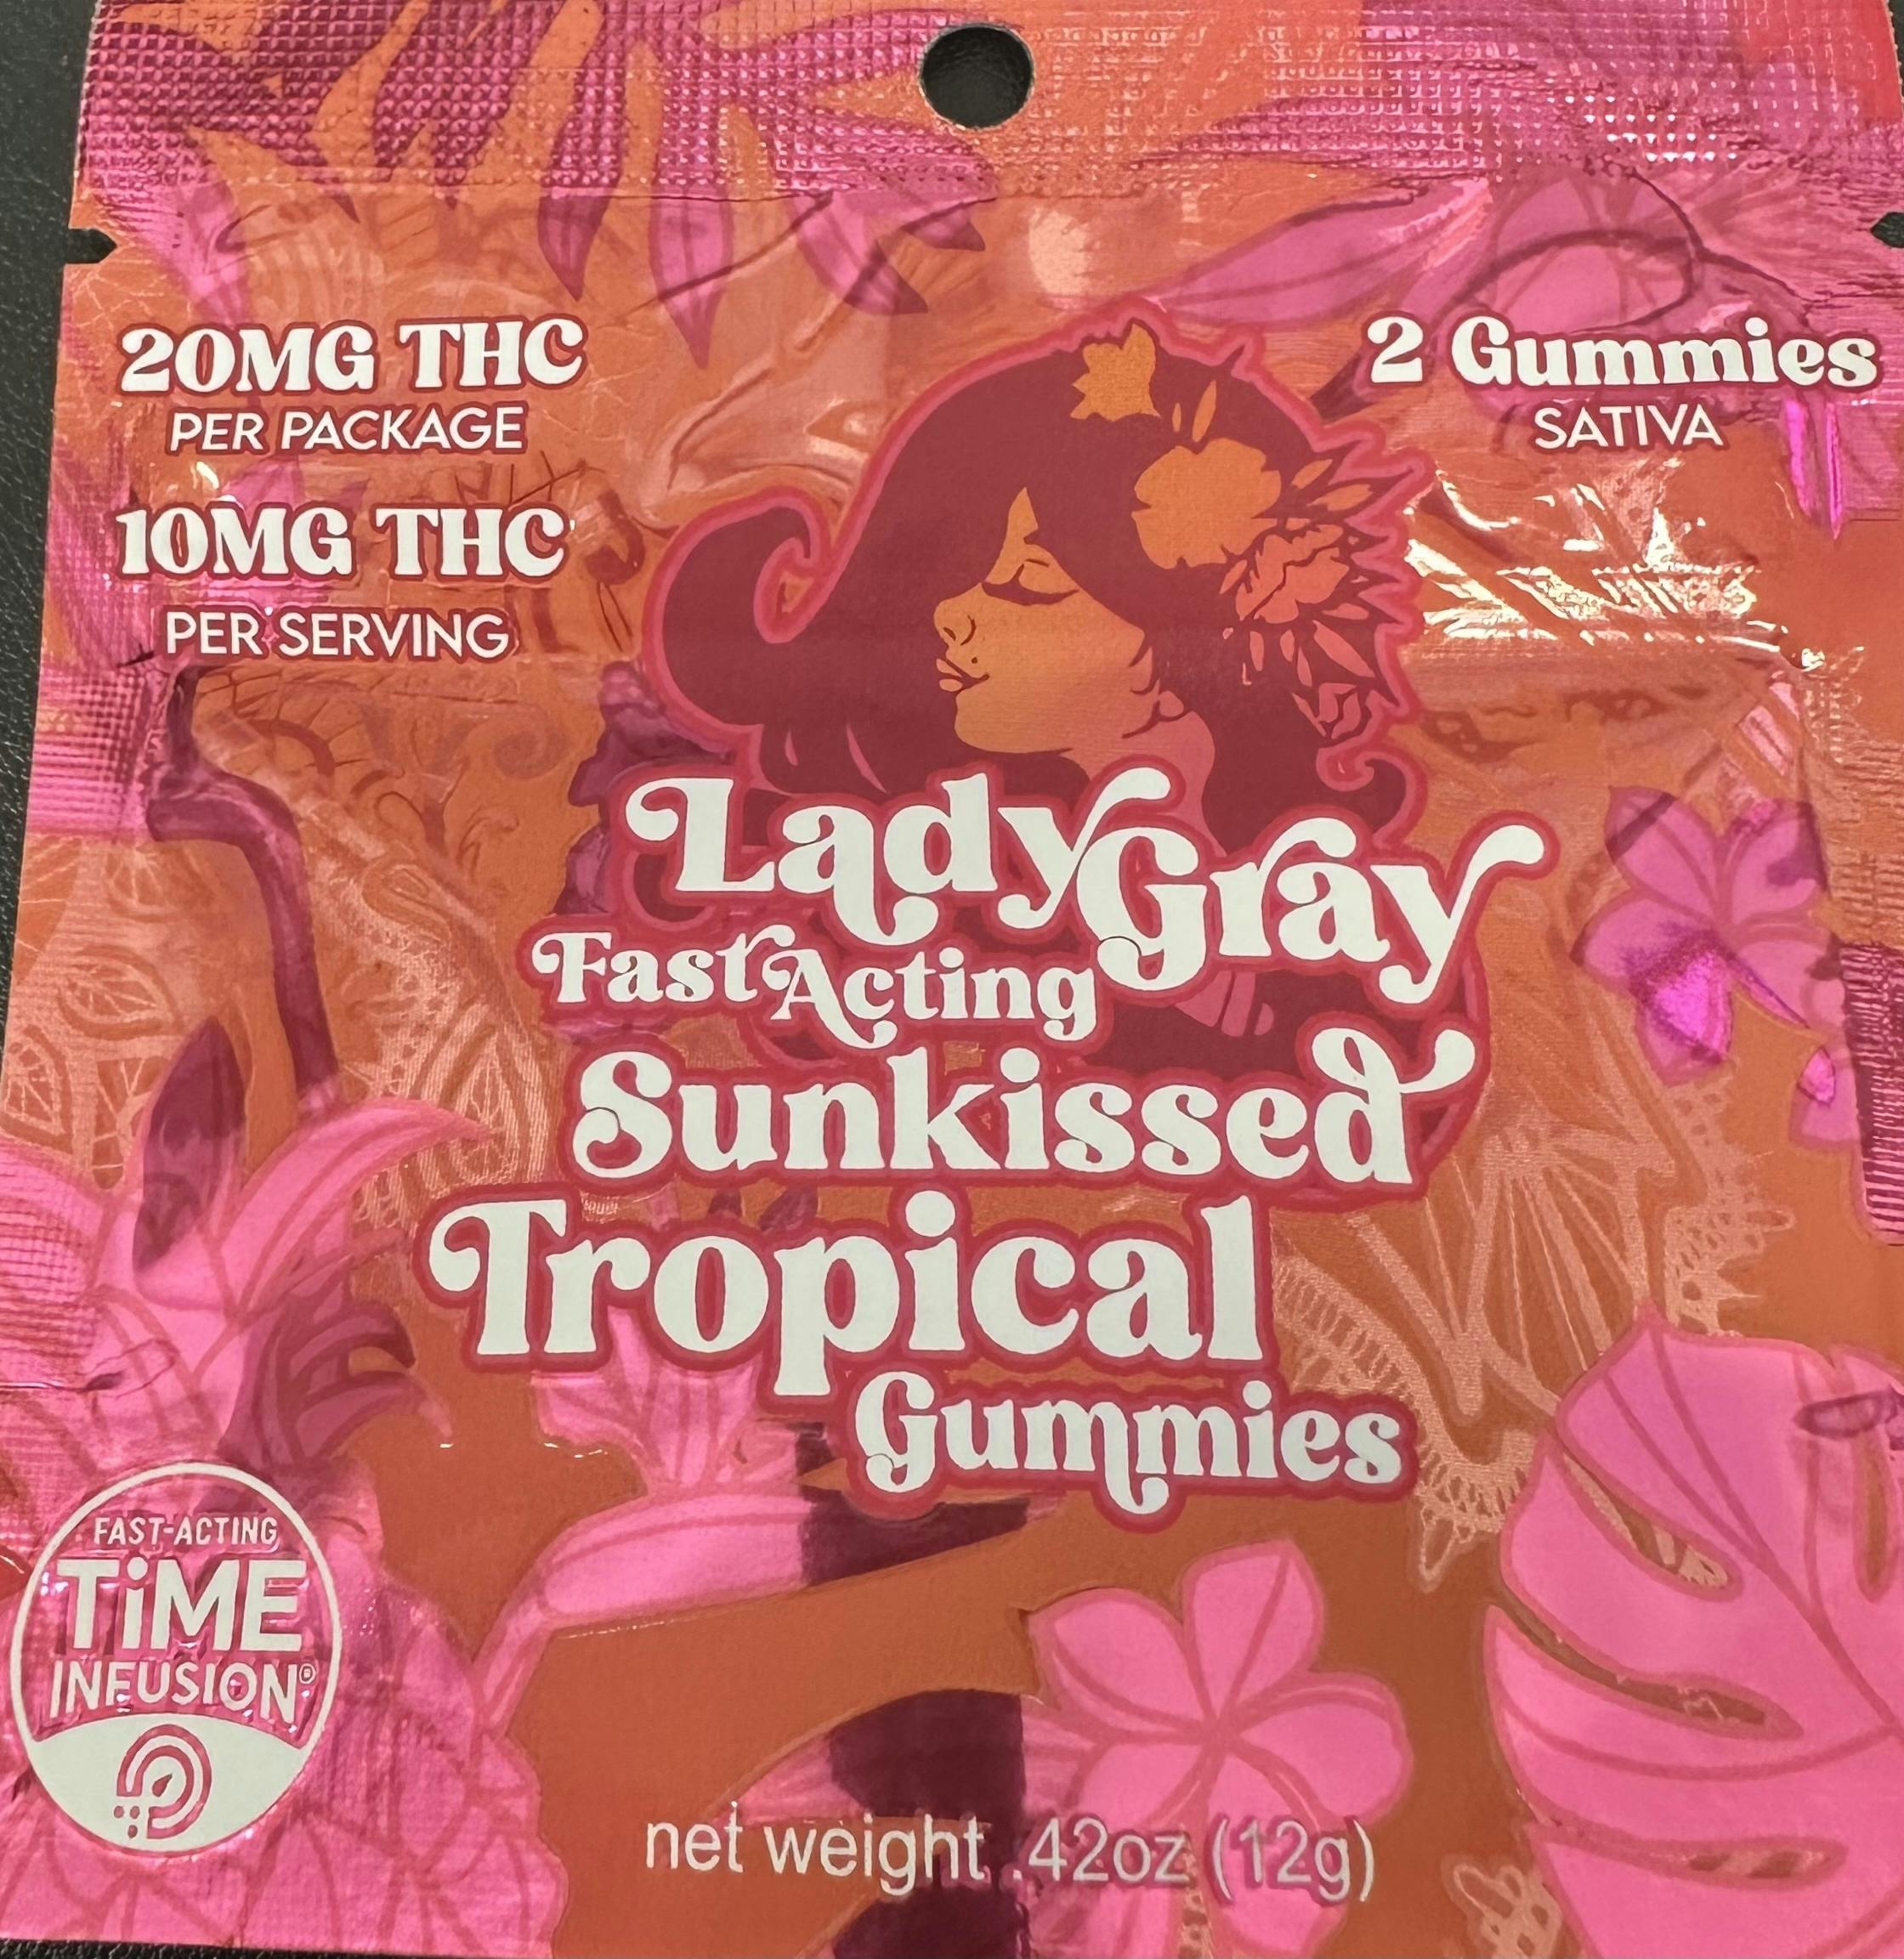 20MG THC
PER PACKAGE
10MG THC
PER SERVING
2 Gummies
SATIVA
Lady Gray
Fast Acting
Sunkissed
Tropical
Gummies
FAST-ACTING
TiME
INFUSION®
net weight .42oz (12g)